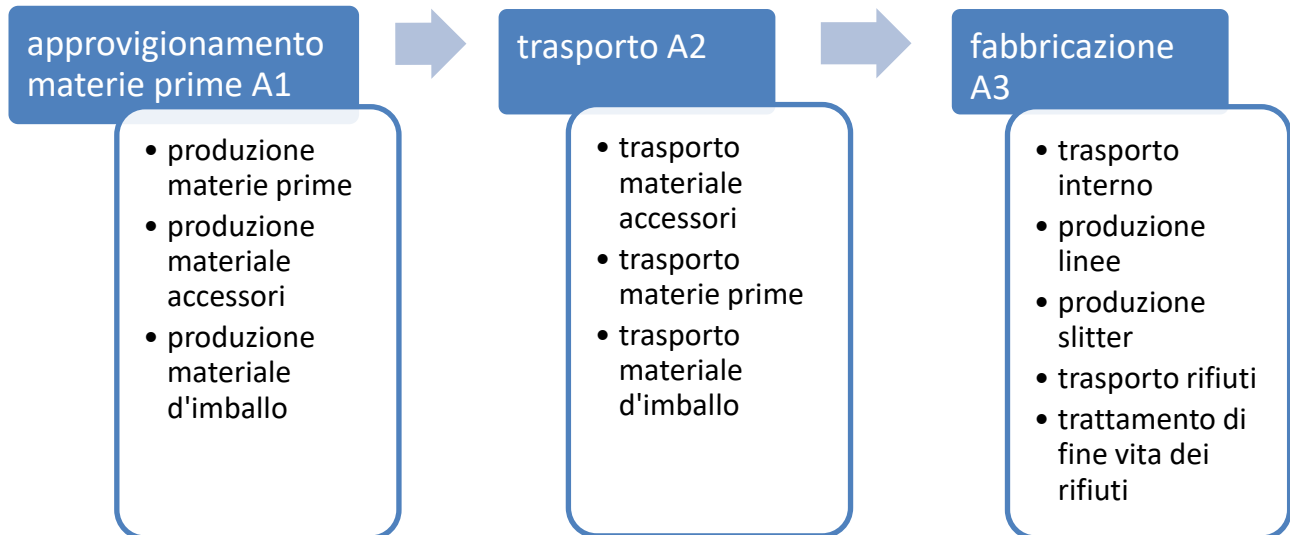 approvigionamento
materie prime A1
• produzione
materie prime
• produzione
materiale
accessori
• produzione
materiale
d'imballo
trasporto A2
• trasporto
materiale
accessori
• trasporto
materie prime
• trasporto
materiale
d'imballo
fabbricazione
A3
• trasporto
interno
• produzione
linee
• produzione
slitter
• trasporto rifiuti
• trattamento di
fine vita dei
rifiuti